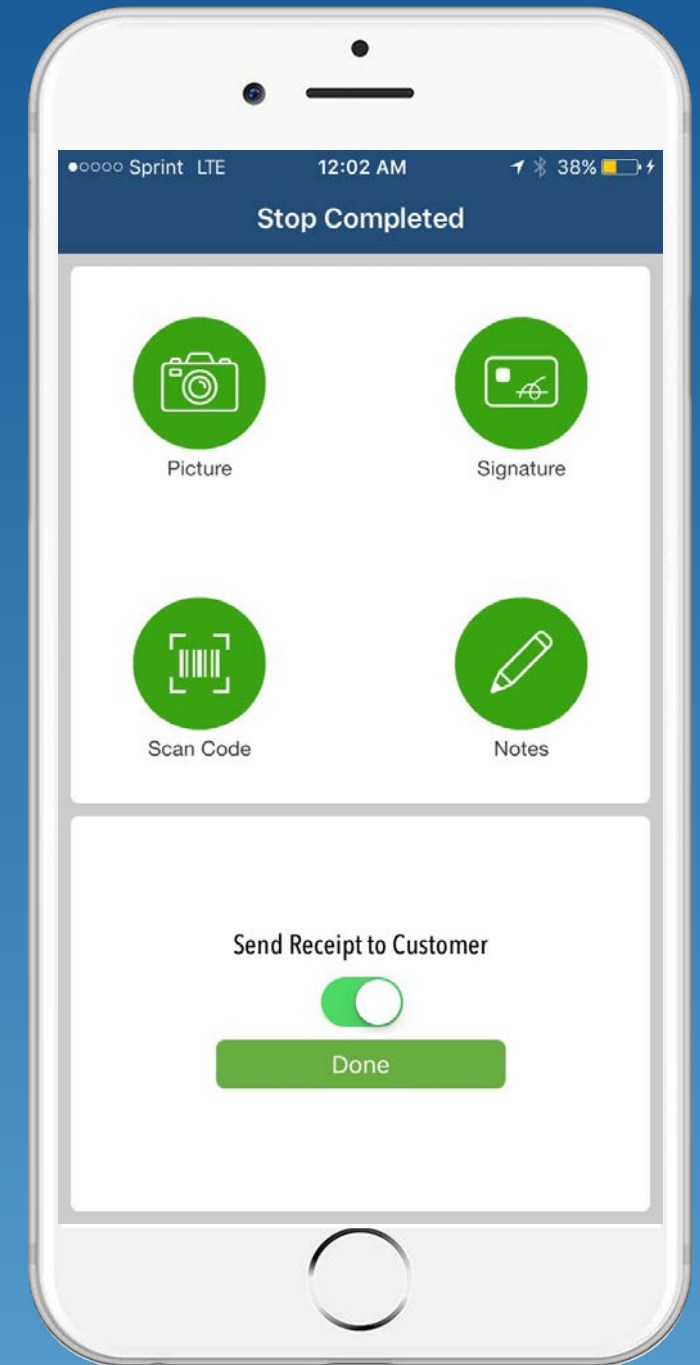 Sprint LTE 12:02 AM 38%
Stop Completed
Picture Signature
Scan Code Notes
Send Receipt to Customer
Done